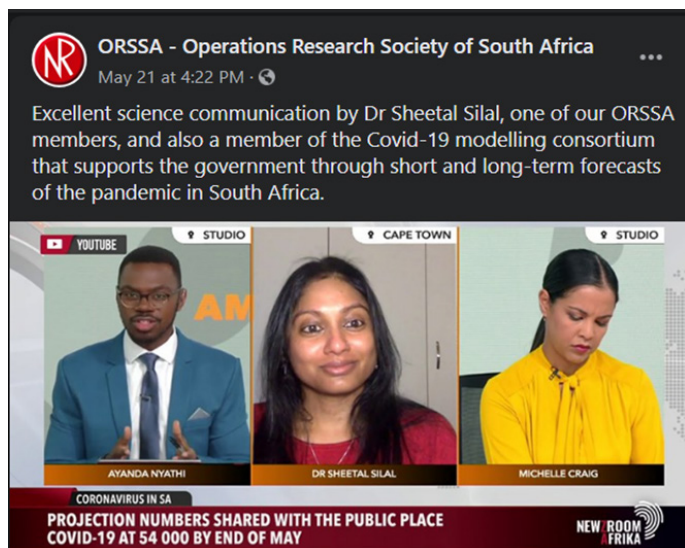 ORSSA - Operations Research Society of South Africa
May 21 at 4:22 PM ·
Excellent science communication by Dr Sheetal Silal, one of our ORSSA
members, and also a member of the Covid-19 modelling consortium
that supports the government through short and long-term forecasts
of the pandemic in South Africa.
YOUTUBE
STUDIO
CAPE TOWN
STUDIO
AM
AYANDA NYATHI
DR SHEETAL SILAL
MICHELLE CRAIG
CORONAVIRUS IN SA
PROJECTION NUMBERS SHARED WITH THE PUBLIC PLACE
COVID-19 AT 54 000 BY END OF MAY
NEWZROOM
AFRIKA